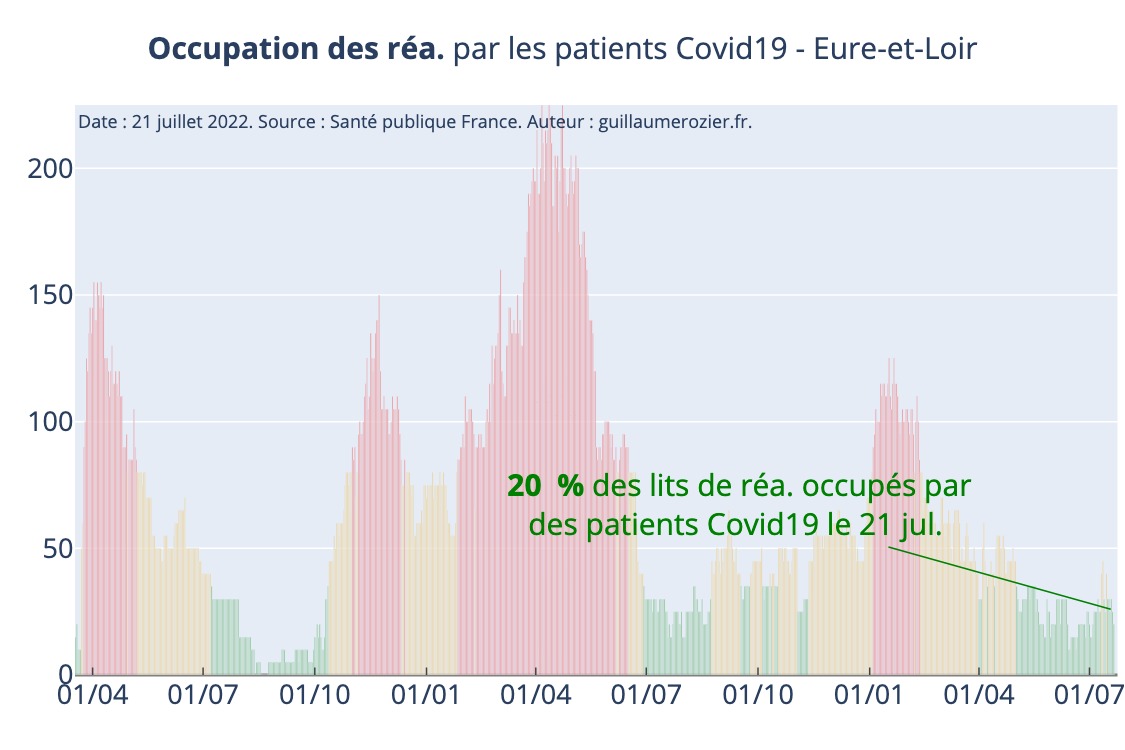 Occupation des réa. par les patients Covid19 - Eure-et-Loir
Date : 21 juillet 2022. Source : Santé publique France. Auteur : guillaumerozier.fr.
200
150
100
50
0
20  % des lits de réa. occupés par
des patients Covid19 le 21 jul.
01/04 01/07 01/10 01/01 01/04 01/07 01/10 01/01 01/04 01/07